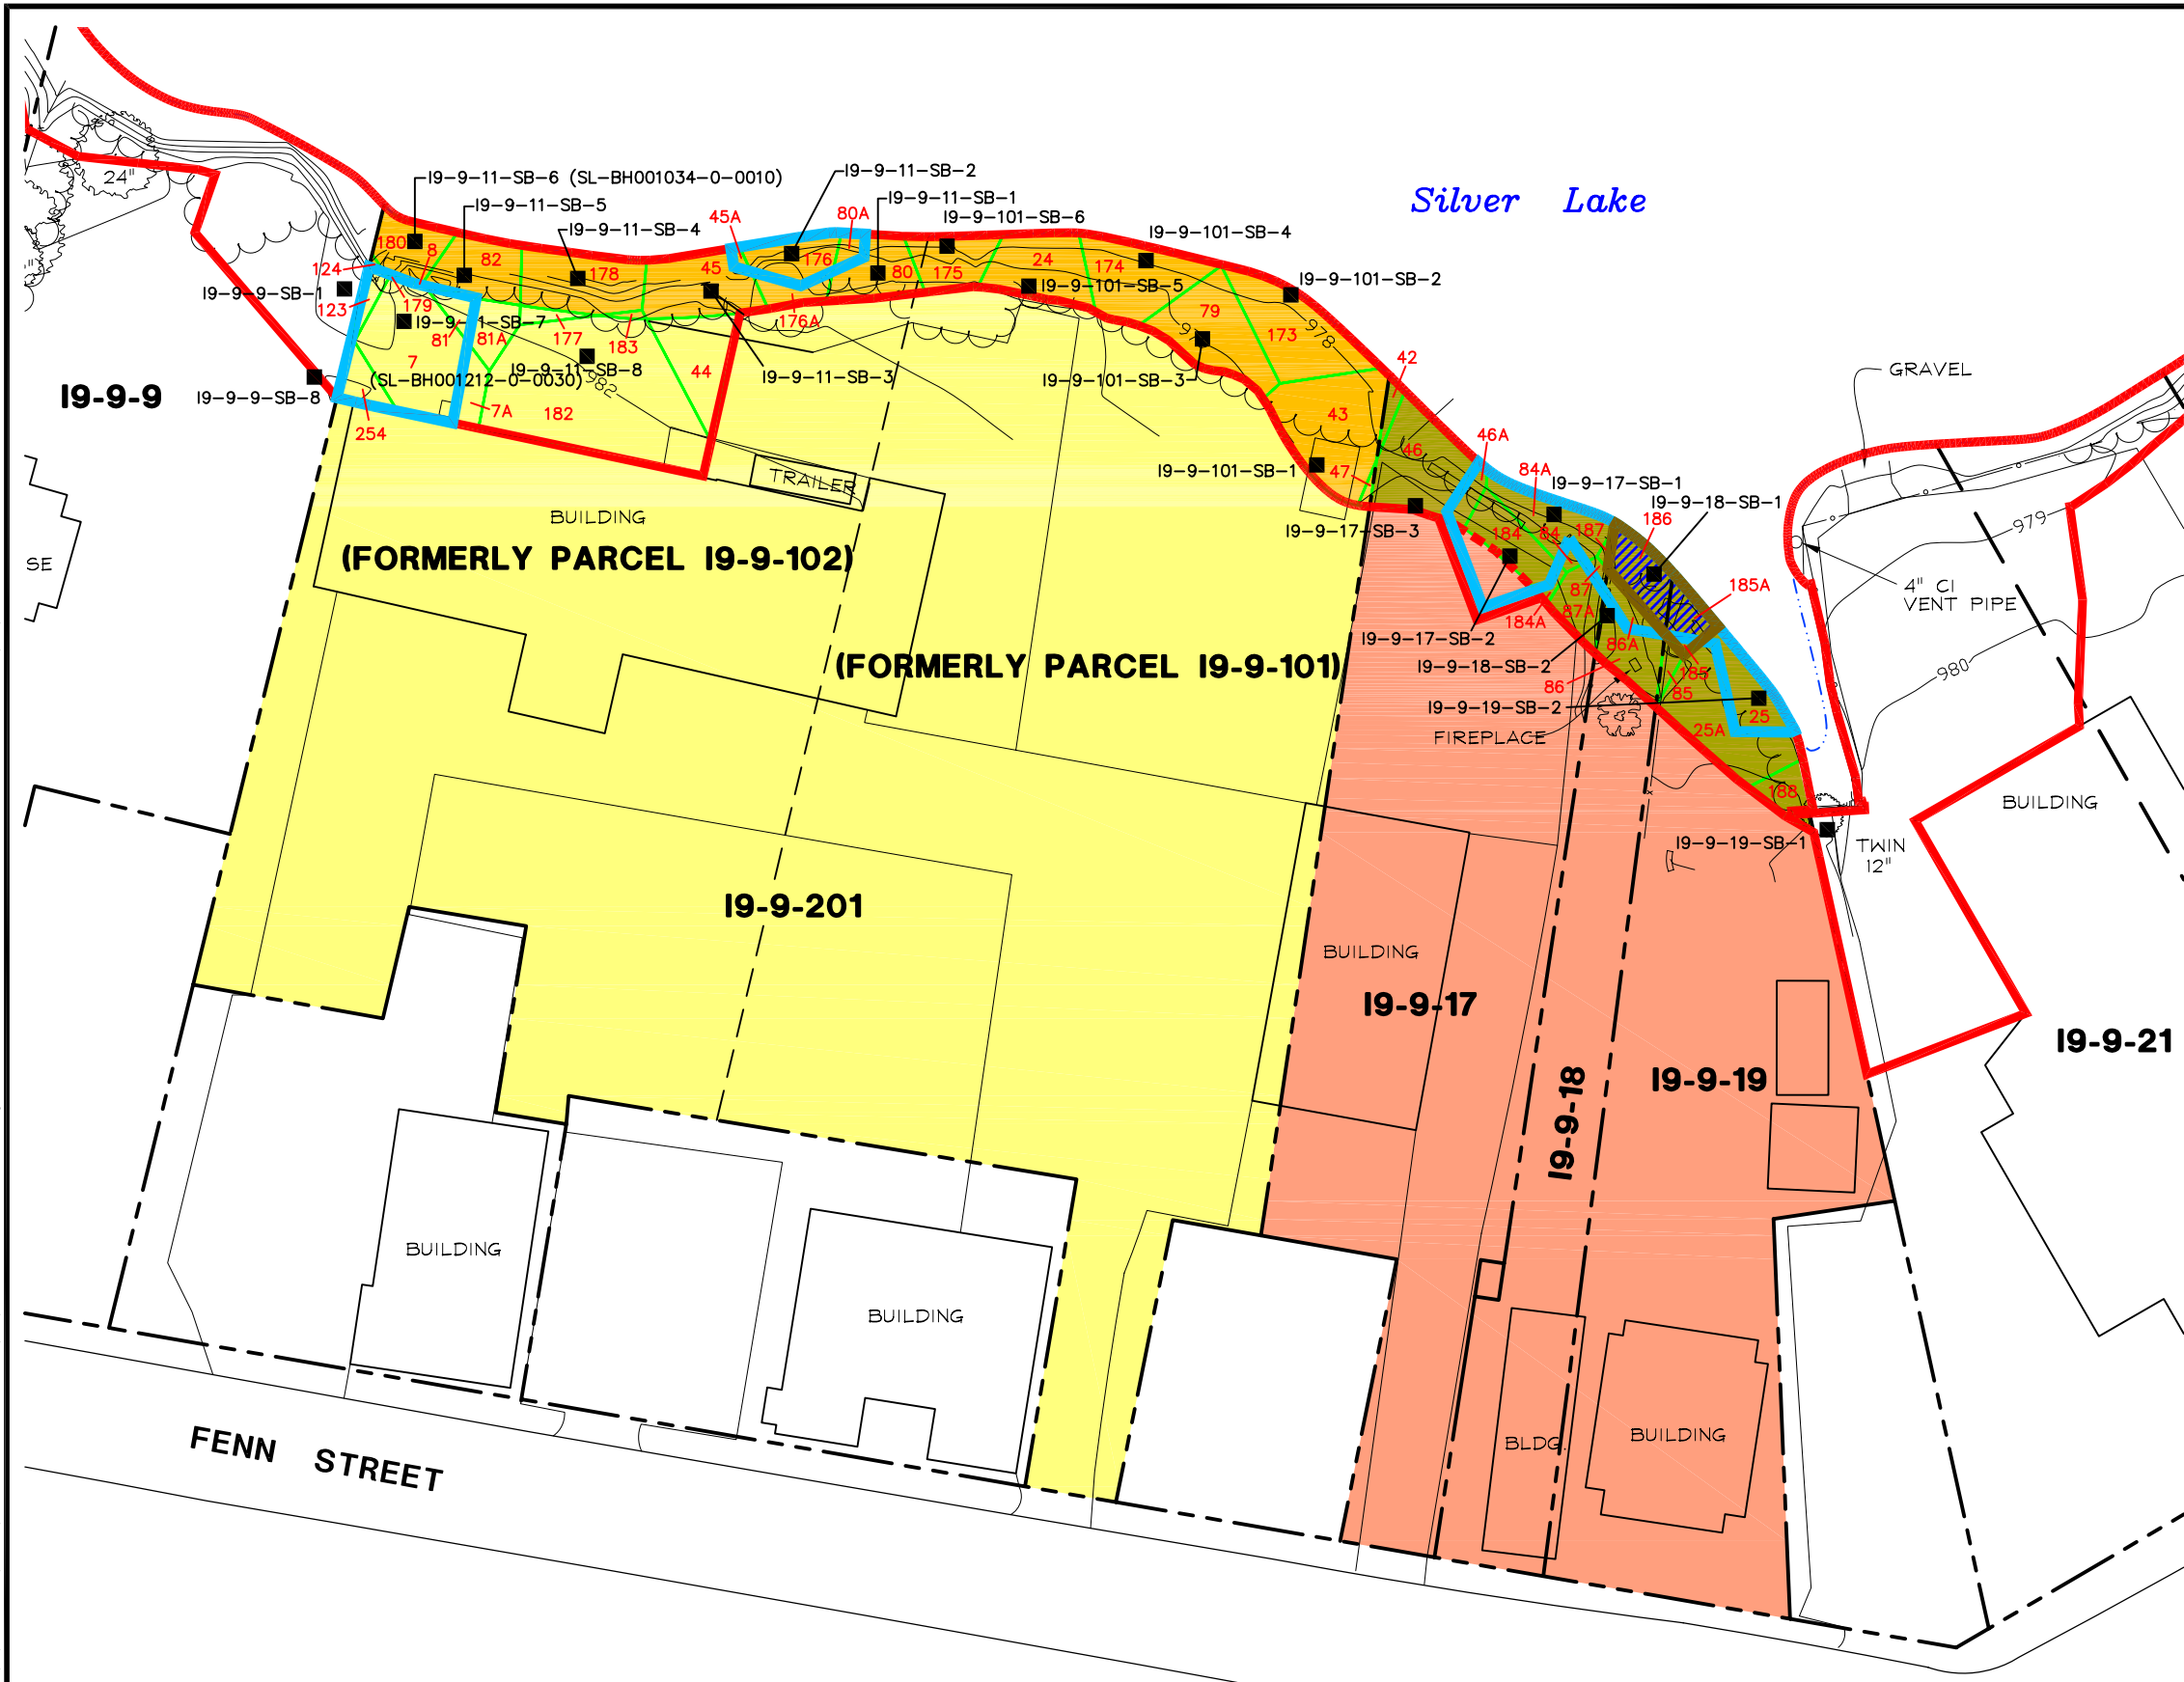 Silver Lake
24"
I9-9-11-SB-6 (SL-BH001034-0-0010)
I9-9-11-SB-5
I9-9-11-SB-4
I9-9-11-SB-2
I9-9-11-SB-1
I9-9-101-SB-6
I9-9-101-SB-4
I9-9-101-SB-2
45A
80A
180
8
82
178
45
176
80
175
24
174
124
I9-9-9-SB-1
123
179
I9-9-11-SB-7
81
81A
177
183
176A
I9-9-101-SB-5
79
173
978
42
7
I9-9-11-SB-8
(SL-BH001212-0-0030)
982
44
I9-9-11-SB-3
I9-9-101-SB-3
GRAVEL
I9-9-9
I9-9-9-SB-8
7A
182
254
43
46
46A
TRAILER
I9-9-101-SB-1
47
84A
I9-9-17-SB-1
I9-9-18-SB-1
BUILDING
I9-9-17-SB-3
184
84
187
186
979
(FORMERLY PARCEL I9-9-102)
SE
87
185A
4" CI
VENT PIPE
87A
184A
I9-9-17-SB-2
86A
(FORMERLY PARCEL I9-9-101)
I9-9-18-SB-2
86
185
85
980
I9-9-19-SB-2
25
25A
FIREPLACE
188
BUILDING
I9-9-19-SB-1
TWIN
12"
I9-9-201
BUILDING
I9-9-17
I9-9-21
I9-9-18
I9-9-19
BUILDING
BUILDING
BLDG.
BUILDING
FENN STREET